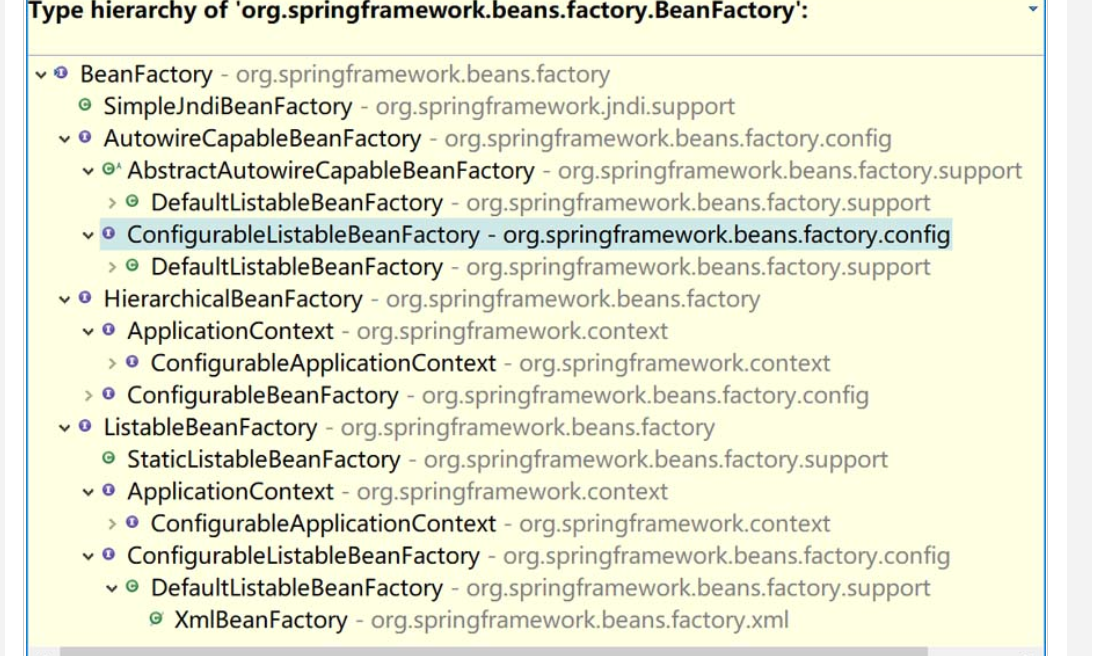 Type hierarchy of 'org.springframework.beans.factory.BeanFactory':
BeanFactory - org.springframework.beans.factory
SimpleJndiBeanFactory - org.springframework.jndi.support
AutowireCapableBeanFactory - org.springframework.beans.factory.config
AbstractAutowireCapableBeanFactory - org.springframework.beans.factory.support
DefaultListableBeanFactory - org.springframework.beans.factory.support
ConfigurableListableBeanFactory - org.springframework.beans.factory.config
DefaultListableBeanFactory - org.springframework.beans.factory.support
HierarchicalBeanFactory - org.springframework.beans.factory
ApplicationContext - org.springframework.context
ConfigurableApplicationContext - org.springframework.context
ConfigurableBeanFactory - org.springframework.beans.factory.config
ListableBeanFactory - org.springframework.beans.factory
StaticListableBeanFactory - org.springframework.beans.factory.support
ApplicationContext - org.springframework.context
ConfigurableApplicationContext - org.springframework.context
ConfigurableListableBeanFactory - org.springframework.beans.factory.config
DefaultListableBeanFactory - org.springframework.beans.factory.support
XmlBeanFactory - org.springframework.beans.factory.xml